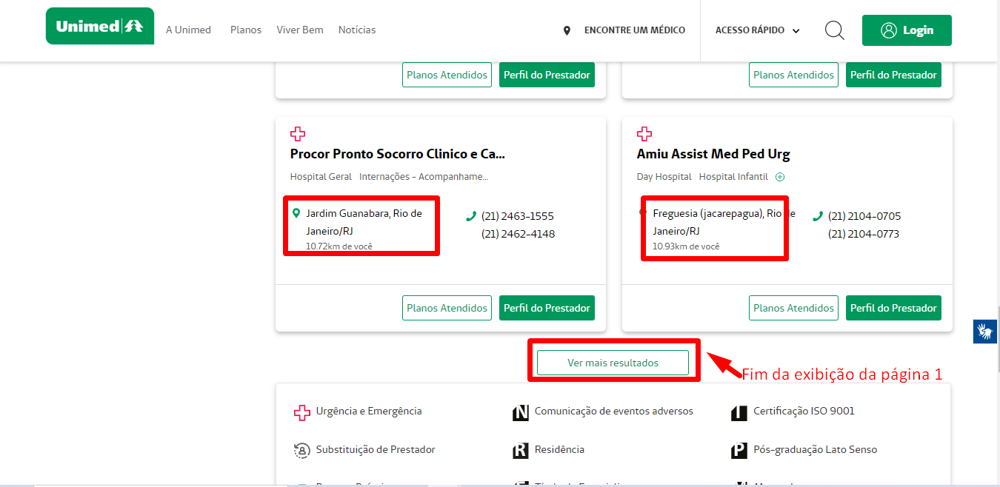 Unimed
A Unimed
Planos
Viver Bem
Notícias
ENCONTRE UM MÉDICO
ACESSO RÁPIDO
Login
Planos Atendidos
Perfil do Prestador
Planos Atendidos
Perfil do Prestador
Procor Pronto Socorro Clinico e Ca...
Hospital Geral Internações - Acompanhame...
Jardim Guanabara, Rio de
Janeiro/RJ
10.72km de você
(21) 2463-1555
(21) 2462-4148
Planos Atendidos
Perfil do Prestador
Amiu Assist Med Ped Urg
Day Hospital Hospital Infantil
Freguesia (jacarepagua), Rio de
Janeiro/RJ
10.93km de você
(21) 2104-0705
(21) 2104-0773
Planos Atendidos
Perfil do Prestador
Ver mais resultados
Fim da exibição da página 1
Urgência e Emergência
N Comunicação de eventos adversos
I Certificação ISO 9001
Substituição de Prestador
R Residência
P Pós-graduação Lato Senso